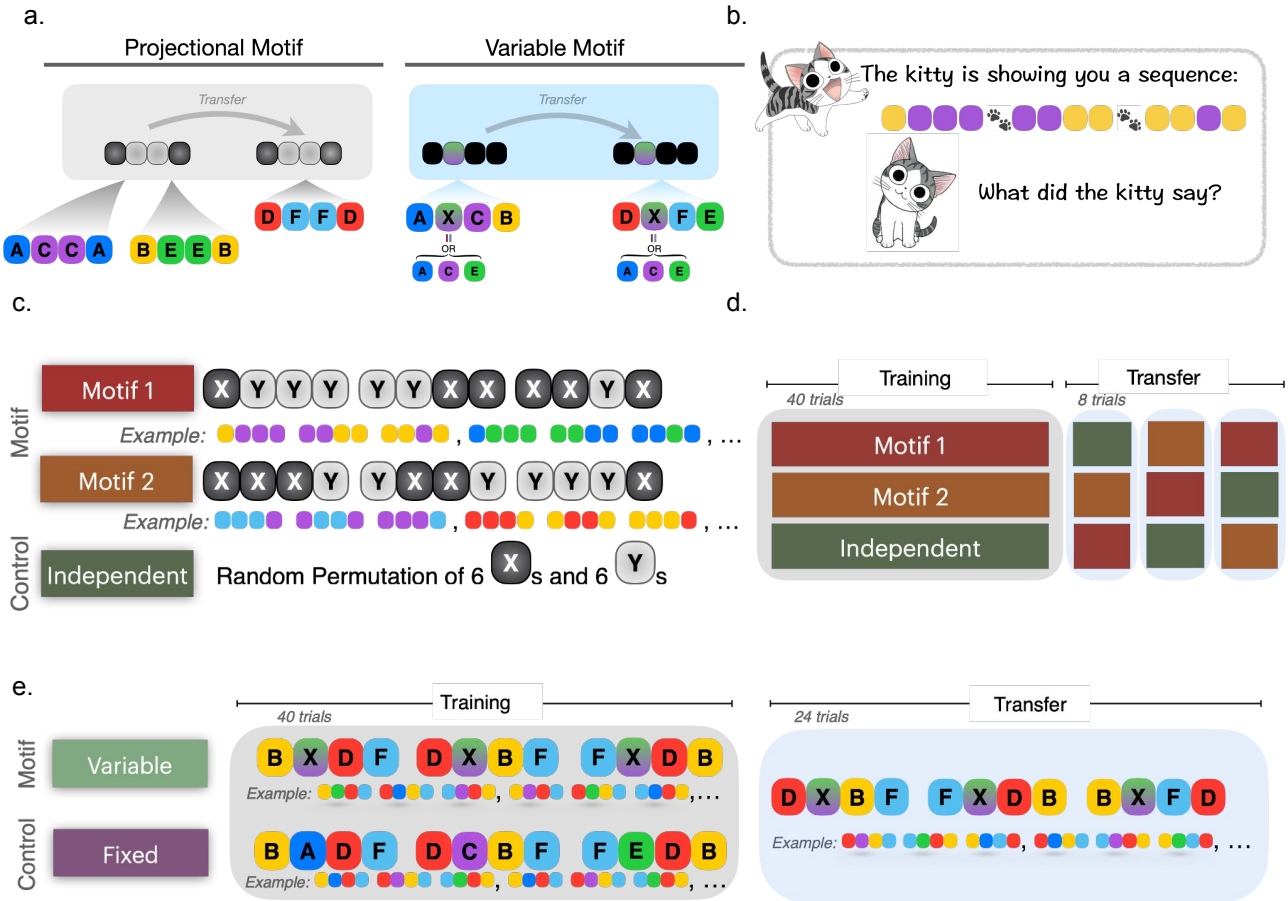 a.
Projectional Motif
Variable Motif
Transfer
Transfer
D F F D
A C C A
B E E B
A X C B
D X F E
=
OR
=
OR
A C E
A C E
b.
The kitty is showing you a sequence:
What did the kitty say?
c.
Motif
Motif 1
X Y Y Y Y Y X X X X Y X
Example: , , ...
Motif 2
X X X Y Y X X Y Y Y Y X
Example: , , ...
Control
Independent
Random Permutation of 6 X s and 6 Y s
d.
Training
Transfer
40 trials
8 trials
Motif 1
Motif 2
Independent
e.
Training
Transfer
40 trials
24 trials
Motif
Variable
B X D F D X B F F X D B
Example: , , ...
Control
Fixed
B A D F D C B F F E D B
Example: , , ...
D X B F F X D B B X F D
Example: , , ...